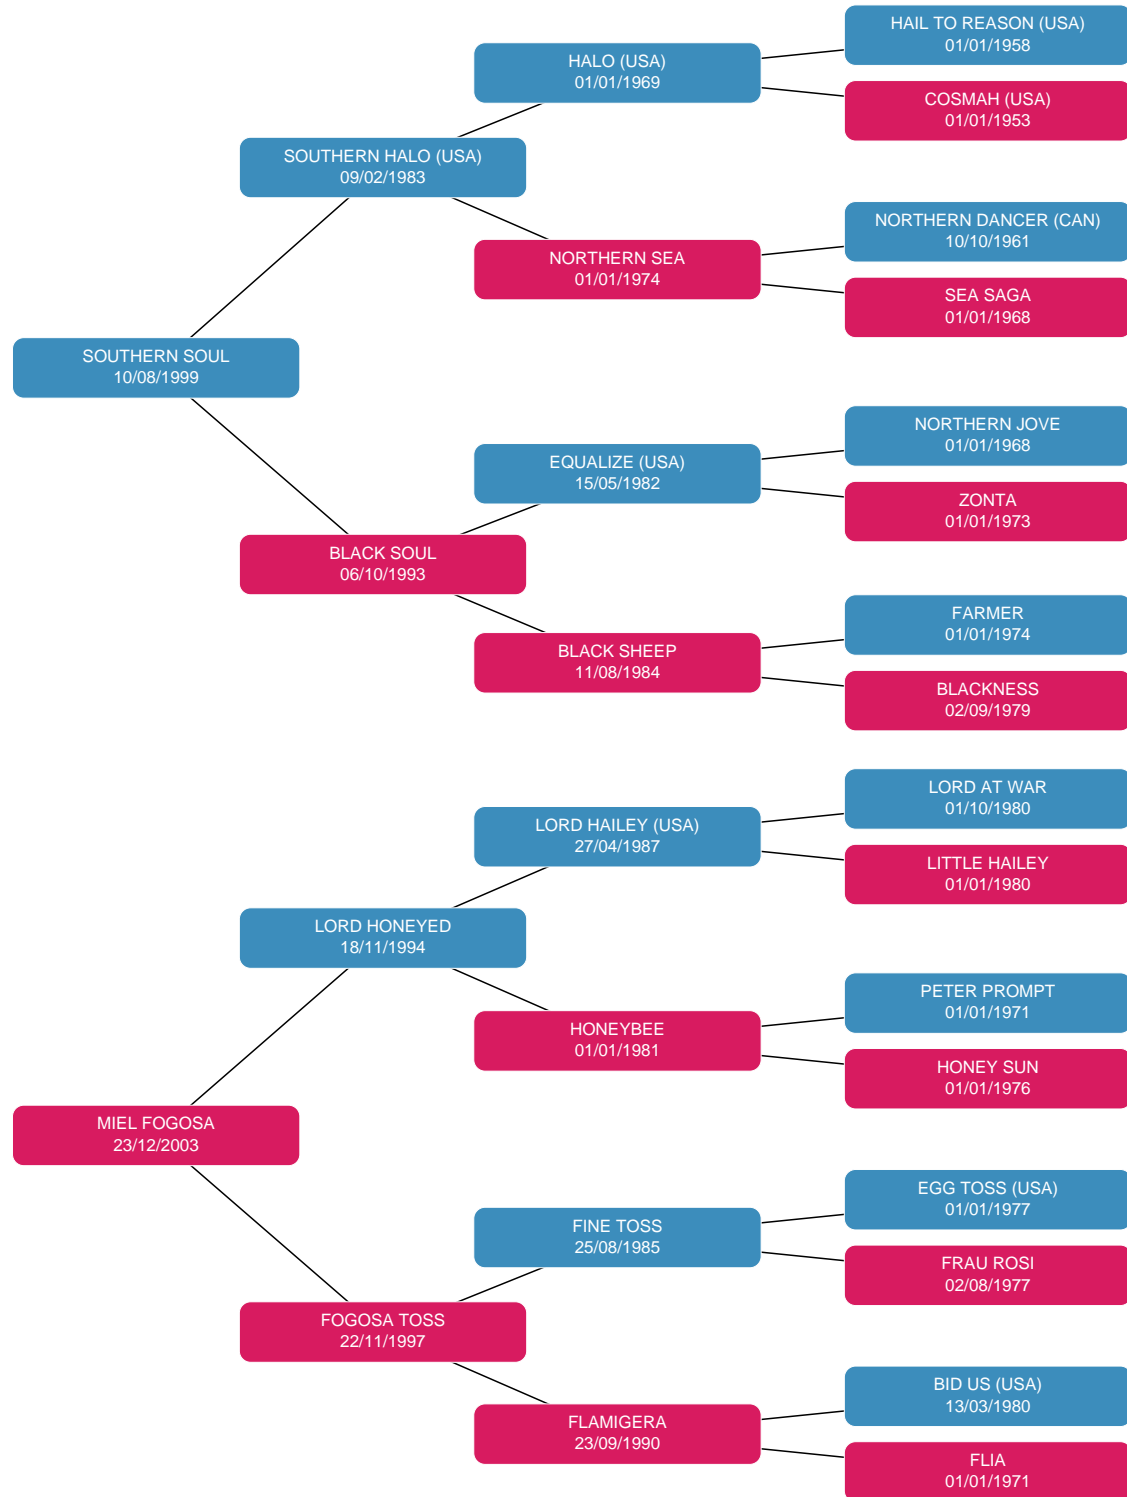 HAIL TO REASON (USA)
01/01/1958
HALO (USA)
01/01/1969
COSMAH (USA)
01/01/1953
SOUTHERN HALO (USA)
09/02/1983
NORTHERN DANCER (CAN)
10/10/1961
NORTHERN SEA
01/01/1974
SEA SAGA
01/01/1968
SOUTHERN SOUL
10/08/1999
NORTHERN JOVE
01/01/1968
EQUALIZE (USA)
15/05/1982
ZONTA
01/01/1973
BLACK SOUL
06/10/1993
FARMER
01/01/1974
BLACK SHEEP
11/08/1984
BLACKNESS
02/09/1979
LORD AT WAR
01/10/1980
LORD HAILEY (USA)
27/04/1987
LITTLE HAILEY
01/01/1980
LORD HONEYED
18/11/1994
PETER PROMPT
01/01/1971
HONEYBEE
01/01/1981
HONEY SUN
01/01/1976
MIEL FOGOSA
23/12/2003
EGG TOSS (USA)
01/01/1977
FINE TOSS
25/08/1985
FRAU ROSI
02/08/1977
FOGOSA TOSS
22/11/1997
BID US (USA)
13/03/1980
FLAMIGERA
23/09/1990
FLIA
01/01/1971